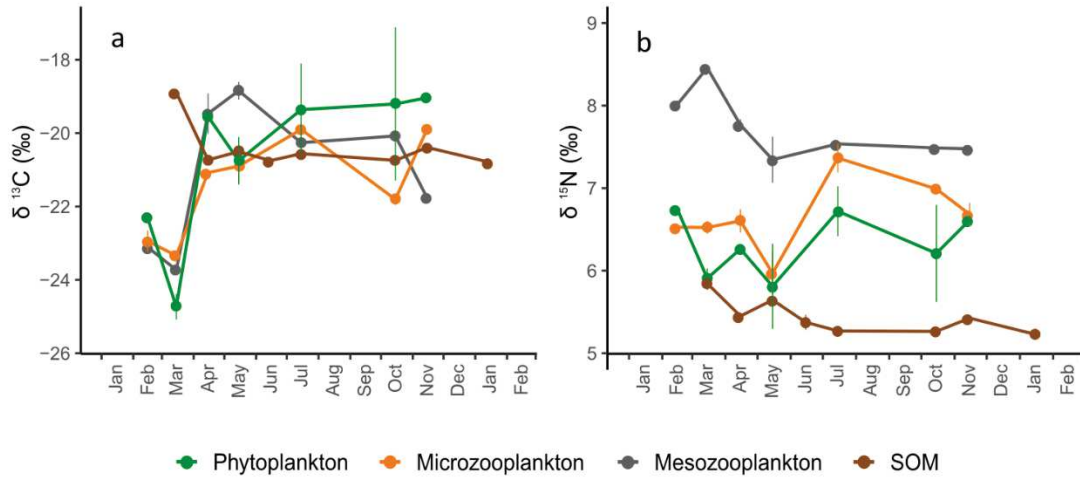 a
δ ¹³C (‰)
−18
−20
−22
−24
−26
Jan
Feb
Mar
Apr
May
Jun
Jul
Aug
Sep
Oct
Nov
Dec
Jan
Feb
b
δ ¹⁵N (‰)
9
8
7
6
5
Jan
Feb
Mar
Apr
May
Jun
Jul
Aug
Sep
Oct
Nov
Dec
Jan
Feb
Phytoplankton Microzooplankton Mesozooplankton SOM